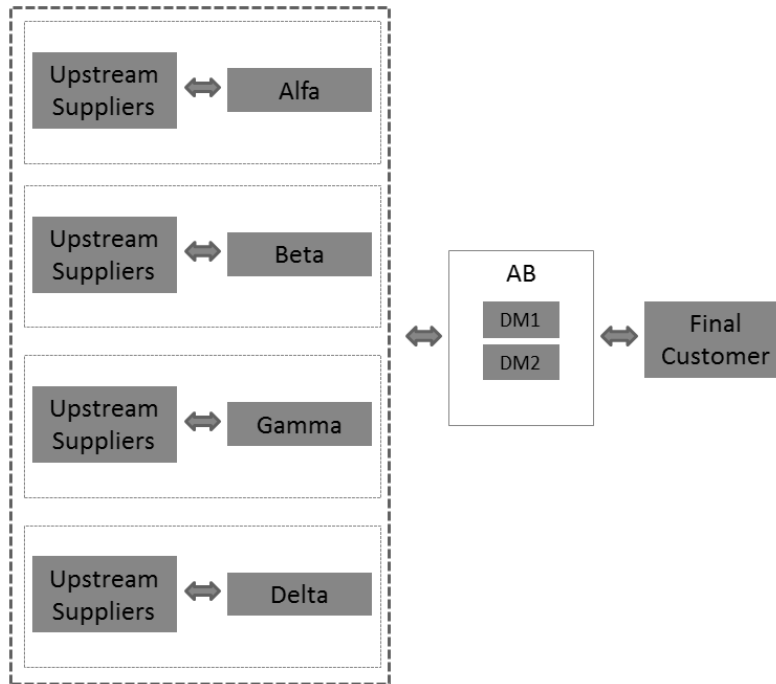 Upstream
Suppliers
Alfa
Upstream
Suppliers
Beta
Upstream
Suppliers
Gamma
Upstream
Suppliers
Delta
AB
DM1
DM2
Final
Customer